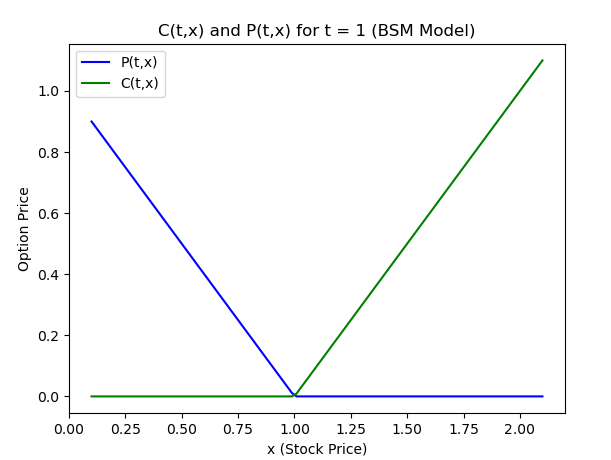 C(t,x) and P(t,x) for t = 1 (BSM Model)
P(t,x)
C(t,x)
Option Price
1.0
0.8
0.6
0.4
0.2
0.0
0.00 0.25 0.50 0.75 1.00 1.25 1.50 1.75 2.00
x (Stock Price)